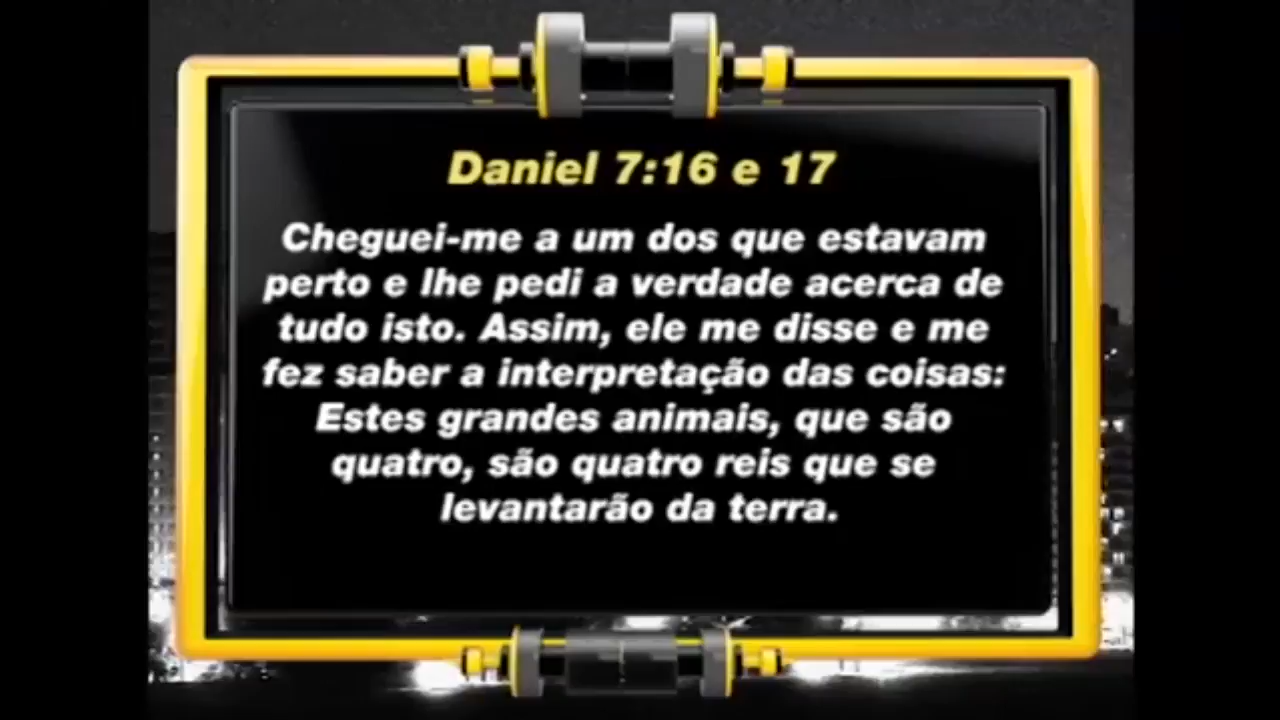 Daniel 7:16 e 17
Cheguei-me a um dos que estavam
perto e lhe pedi a verdade acerca de
tudo isto. Assim, ele me disse e me
fez saber a interpretação das coisas:
Estes grandes animais, que são
quatro, são quatro reis que se
levantarão da terra.